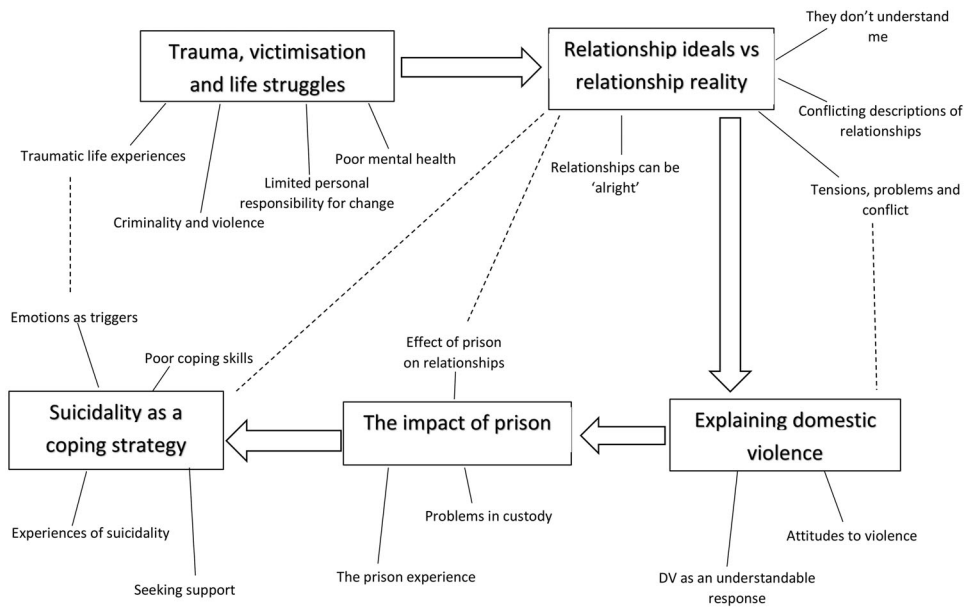 Trauma, victimisation
and life struggles
Relationship ideals vs
relationship reality
They don’t understand
me
Conflicting descriptions of
relationships
Tensions, problems and
conflict
Relationships can be
‘alright’
Traumatic life experiences
Criminality and violence
Limited personal
responsibility for change
Poor mental health
Emotions as triggers
Poor coping skills
Effect of prison
on relationships
Suicidality as a
coping strategy
The impact of prison
Explaining domestic
violence
Experiences of suicidality
Seeking support
The prison experience
Problems in custody
DV as an understandable
response
Attitudes to violence